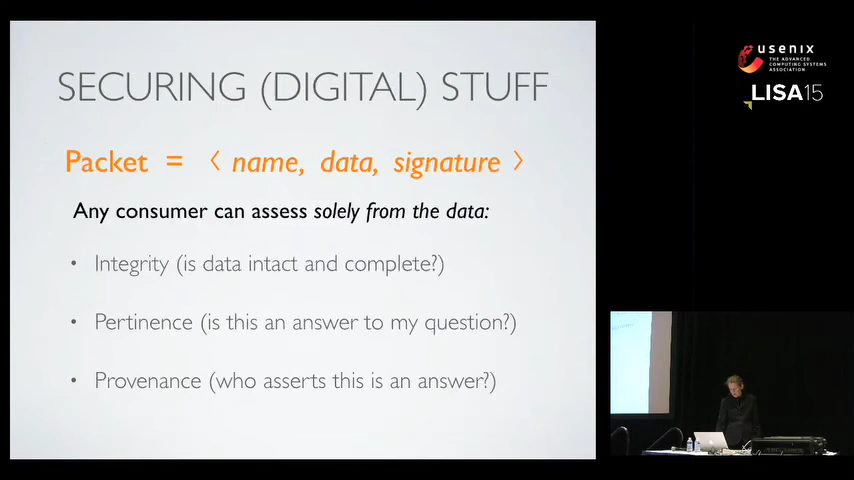 SECURING (DIGITAL) STUFF
Packet = 〈 name, data, signature 〉
Any consumer can assess solely from the data:
• Integrity (is data intact and complete?)
• Pertinence (is this an answer to my question?)
• Provenance (who asserts this is an answer?)
usenix
THE ADVANCED
COMPUTING SYSTEMS
ASSOCIATION
LISA15